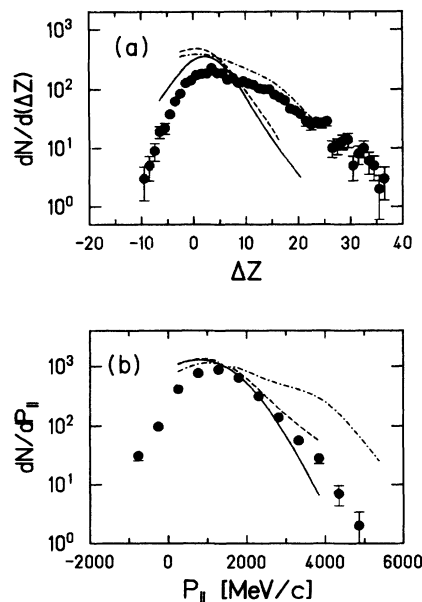 (a)
dN/d(ΔZ)
10³
10²
10¹
10⁰
-20 -10 0 10 20 30 40
ΔZ
(b)
dN/dP∥
10³
10²
10¹
10⁰
-2000 0 2000 4000 6000
P∥ [MeV/c]